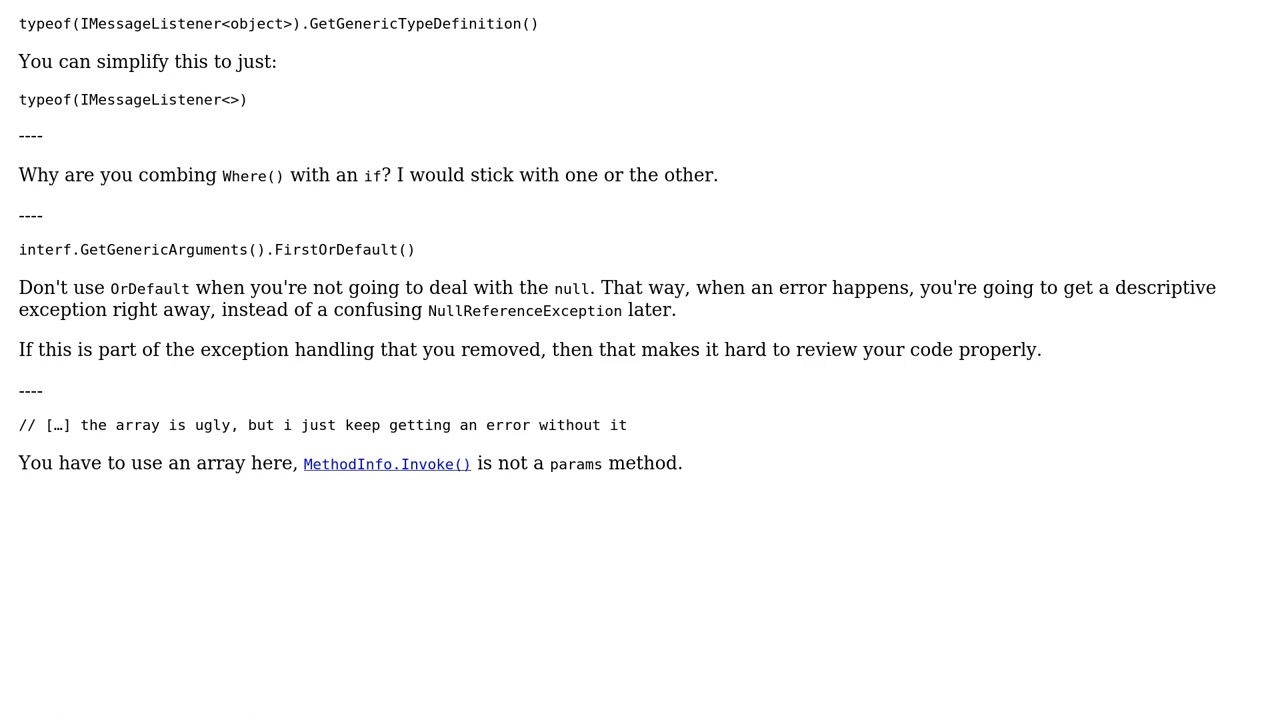 typeof(IMessageListener<object>).GetGenericTypeDefinition()
You can simplify this to just:
typeof(IMessageListener<>)
----
Why are you combing Where() with an if? I would stick with one or the other.
----
interf.GetGenericArguments().FirstOrDefault()
Don't use OrDefault when you're not going to deal with the null. That way, when an error happens, you're going to get a descriptive
exception right away, instead of a confusing NullReferenceException later.
If this is part of the exception handling that you removed, then that makes it hard to review your code properly.
----
// […] the array is ugly, but i just keep getting an error without it
You have to use an array here, MethodInfo.Invoke() is not a params method.